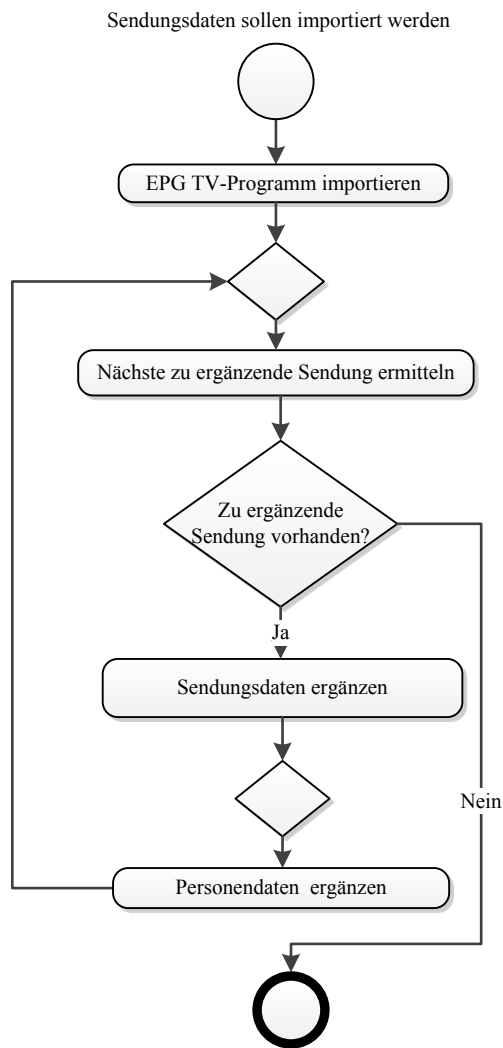 Sendungsdaten sollen importiert werden
EPG TV-Programm importieren
Nächste zu ergänzende Sendung ermitteln
Zu ergänzende
Sendung vorhanden?
Ja
Sendungsdaten ergänzen
Nein
Personendaten ergänzen